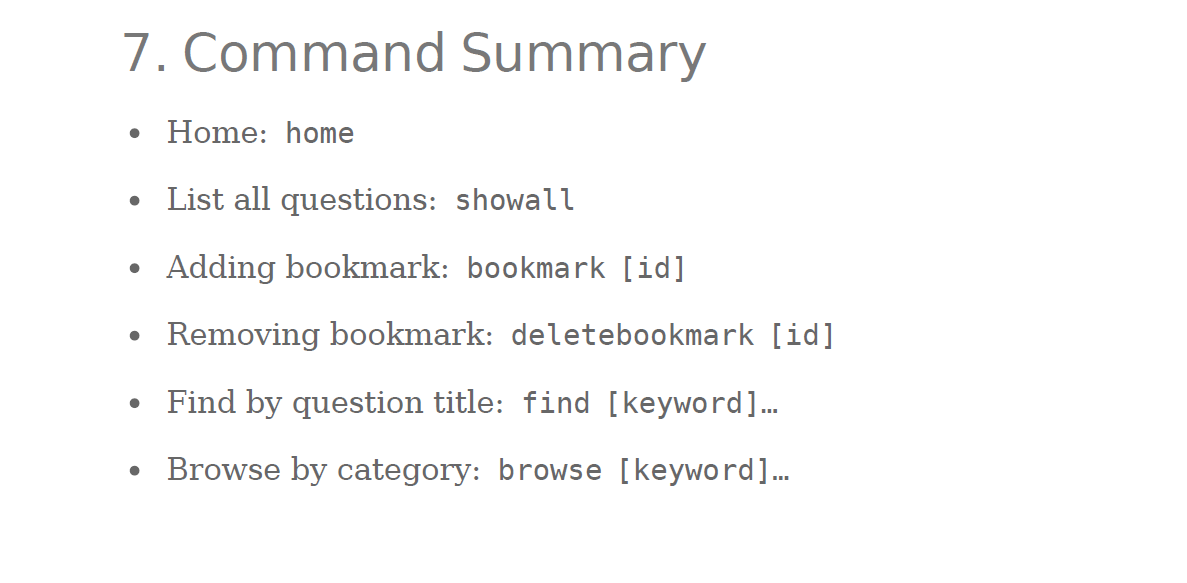 7. Command Summary
• Home: home
• List all questions: showall
• Adding bookmark: bookmark [id]
• Removing bookmark: deletebookmark [id]
• Find by question title: find [keyword]…
• Browse by category: browse [keyword]…